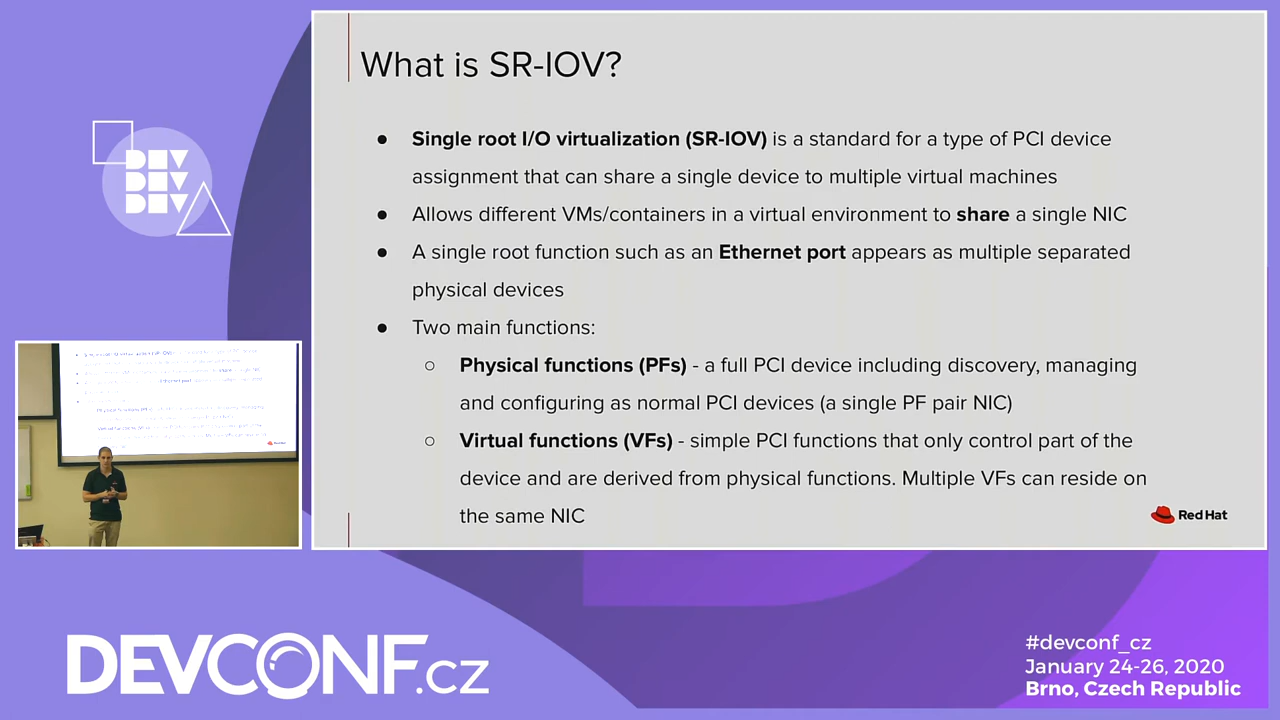 What is SR-IOV?
● Single root I/O virtualization (SR-IOV) is a standard for a type of PCI device
assignment that can share a single device to multiple virtual machines
● Allows different VMs/containers in a virtual environment to share a single NIC
● A single root function such as an Ethernet port appears as multiple separated
physical devices
● Two main functions:
○ Physical functions (PFs) - a full PCI device including discovery, managing
and configuring as normal PCI devices (a single PF pair NIC)
○ Virtual functions (VFs) - simple PCI functions that only control part of the
device and are derived from physical functions. Multiple VFs can reside on
the same NIC
Red Hat
DEV
DEV
DEV
DEVCONF.cz
#devconf_cz
January 24-26, 2020
Brno, Czech Republic